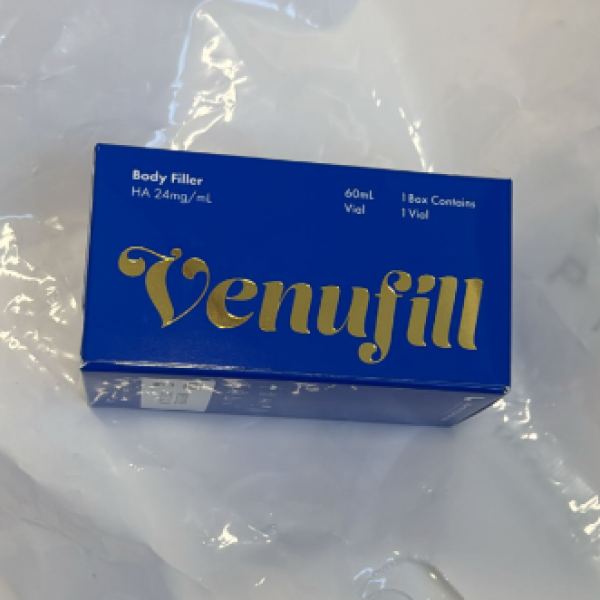 Body Filler
HA 24mg/mL
60mL
Vial
1 Box Contains
1 Vial
Venufill